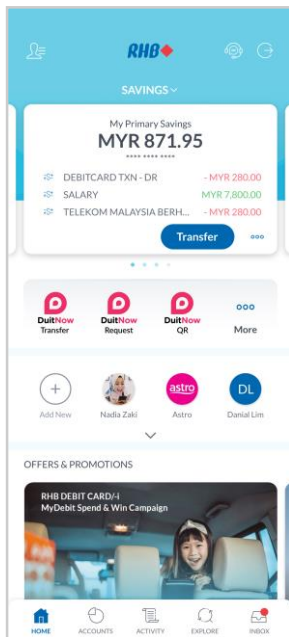 RHB
SAVINGS
My Primary Savings
MYR 871.95
**** **** ****
DEBITCARD TXN - DR - MYR 280.00
SALARY MYR 7,800.00
TELEKOM MALAYSIA BERH... - MYR 280.00
Transfer
DuitNow DuitNow DuitNow
Transfer Request QR More
astro DL
Add New Nadia Zaki Astro Danial Lim
OFFERS & PROMOTIONS
RHB DEBIT CARD/-i
MyDebit Spend & Win Campaign
HOME ACCOUNTS ACTIVITY EXPLORE INBOX